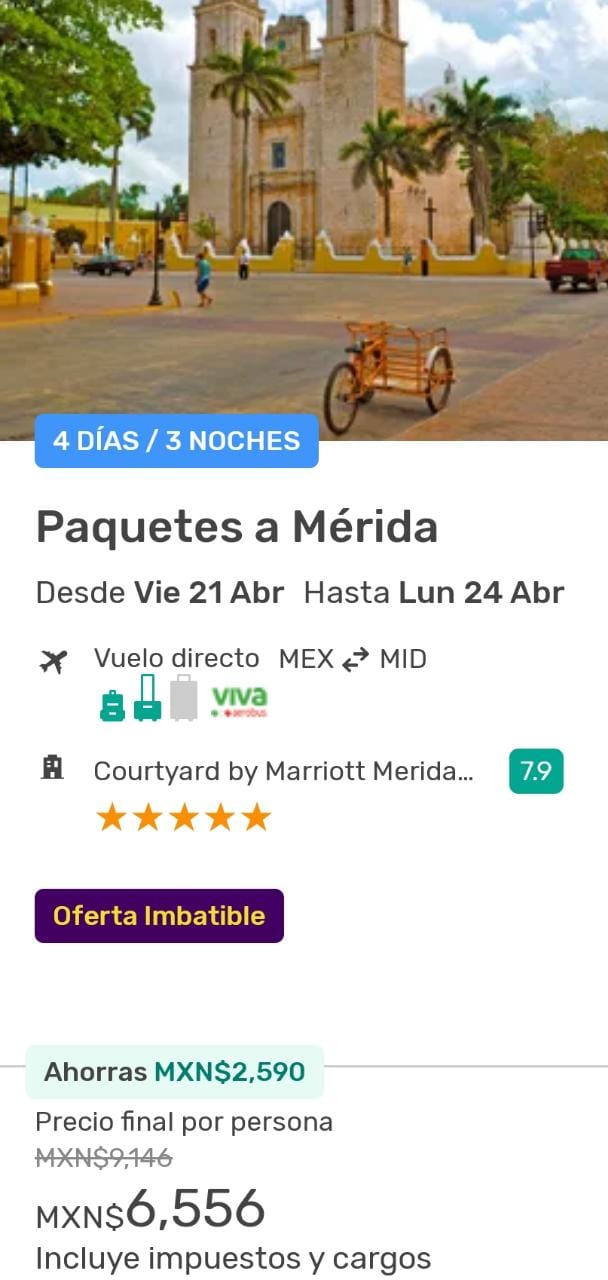 4 DÍAS / 3 NOCHES
Paquetes a Mérida
Desde Vie 21 Abr Hasta Lun 24 Abr
Vuelo directo MEX MID
viva
aerobus
Courtyard by Marriott Merida... 7.9
Oferta Imbatible
Ahorras MXN$2,590
Precio final por persona
MXN$9,146
MXN$6,556
Incluye impuestos y cargos